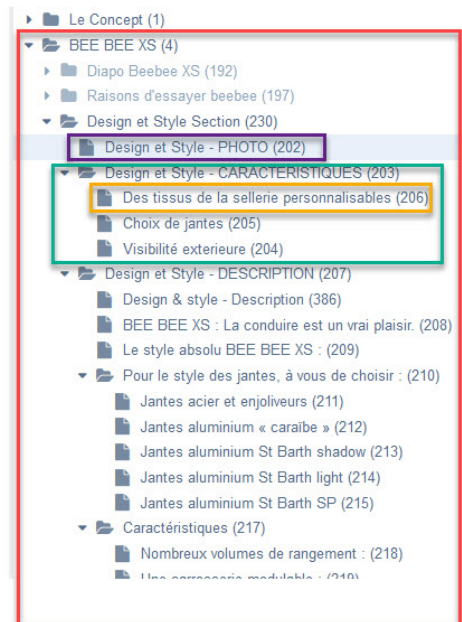 Le Concept (1)
BEE BEE XS (4)
Diapo Beebee XS (192)
Raisons d'essayer beebee (197)
Design et Style Section (230)
Design et Style - PHOTO (202)
Design et Style - CARACTERISTIQUES (203)
Des tissus de la sellerie personnalisables (206)
Choix de jantes (205)
Visibilité exterieure (204)
Design et Style - DESCRIPTION (207)
Design & style - Description (386)
BEE BEE XS : La conduire est un vrai plaisir. (208)
Le style absolu BEE BEE XS : (209)
Pour le style des jantes, à vous de choisir : (210)
Jantes acier et enjoliveurs (211)
Jantes aluminium « caraïbe » (212)
Jantes aluminium St Barth shadow (213)
Jantes aluminium St Barth light (214)
Jantes aluminium St Barth SP (215)
Caractéristiques (217)
Nombreux volumes de rangement : (218)
Une carrosserie modulable : (219)